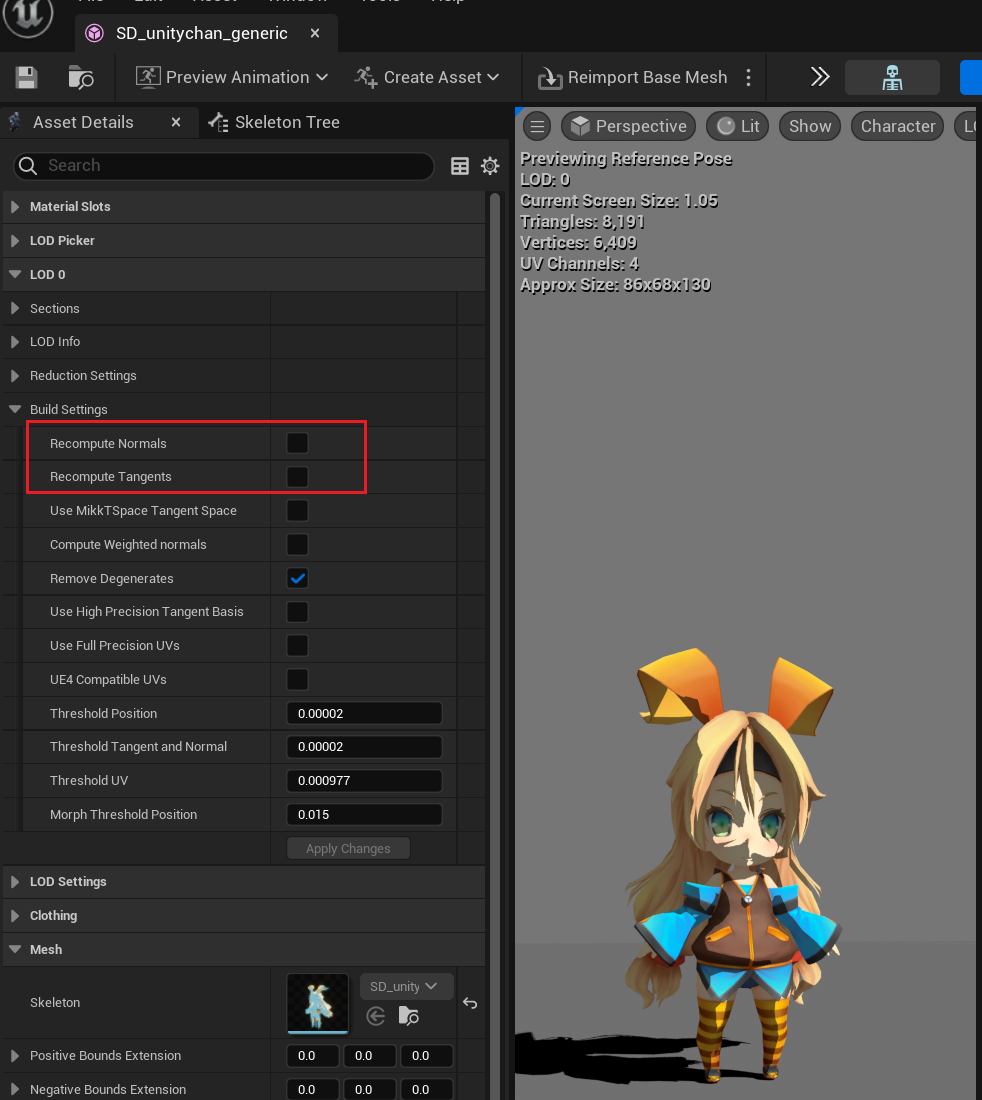 SD_unitychan_generic
Preview Animation
Create Asset
Reimport Base Mesh
Asset Details
Skeleton Tree
Perspective
Lit
Show
Character
Search
Previewing Reference Pose
LOD: 0
Current Screen Size: 1.05
Triangles: 8,191
Vertices: 6,409
UV Channels: 4
Approx Size: 86x68x130
Material Slots
LOD Picker
LOD 0
Sections
LOD Info
Reduction Settings
Build Settings
Recompute Normals
Recompute Tangents
Use MikkTSpace Tangent Space
Compute Weighted normals
Remove Degenerates
Use High Precision Tangent Basis
Use Full Precision UVs
UE4 Compatible UVs
Threshold Position 0.00002
Threshold Tangent and Normal 0.00002
Threshold UV 0.000977
Morph Threshold Position 0.015
Apply Changes
LOD Settings
Clothing
Mesh
Skeleton SD_unity
Positive Bounds Extension 0.0 0.0 0.0
Negative Bounds Extension 0.0 0.0 0.0